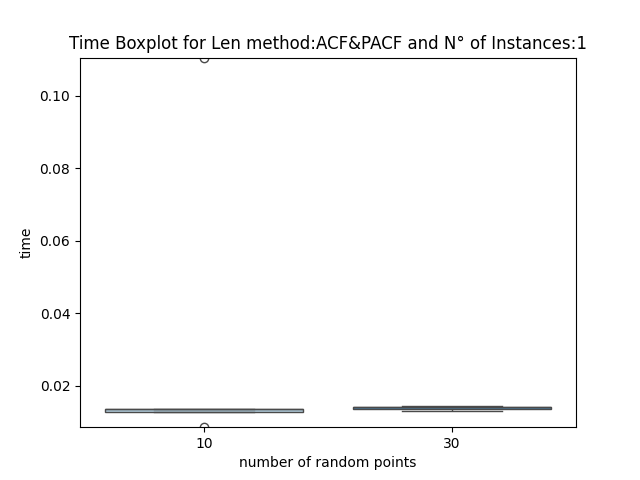 Time Boxplot for Len method:ACF&PACF and N° of Instances:1
0.10
0.08
0.06
0.04
0.02
time
10 30
number of random points